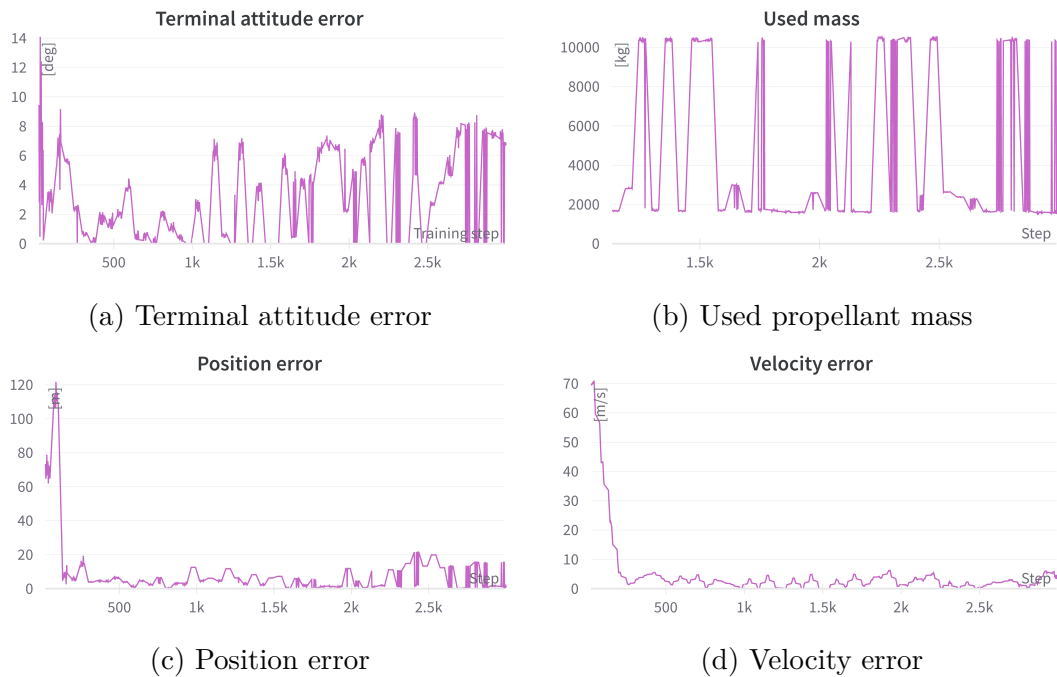 Terminal attitude error
14
12
10
8
6
4
2
0
[deg]
Training step
500
1k
1.5k
2k
2.5k
(a) Terminal attitude error
Used mass
10000
8000
6000
4000
2000
0
[kg]
Step
1.5k
2k
2.5k
(b) Used propellant mass
Position error
120
100
80
60
40
20
0
[m]
Step
500
1k
1.5k
2k
2.5k
(c) Position error
Velocity error
70
60
50
40
30
20
10
0
[m/s]
Step
500
1k
1.5k
2k
2.5k
(d) Velocity error